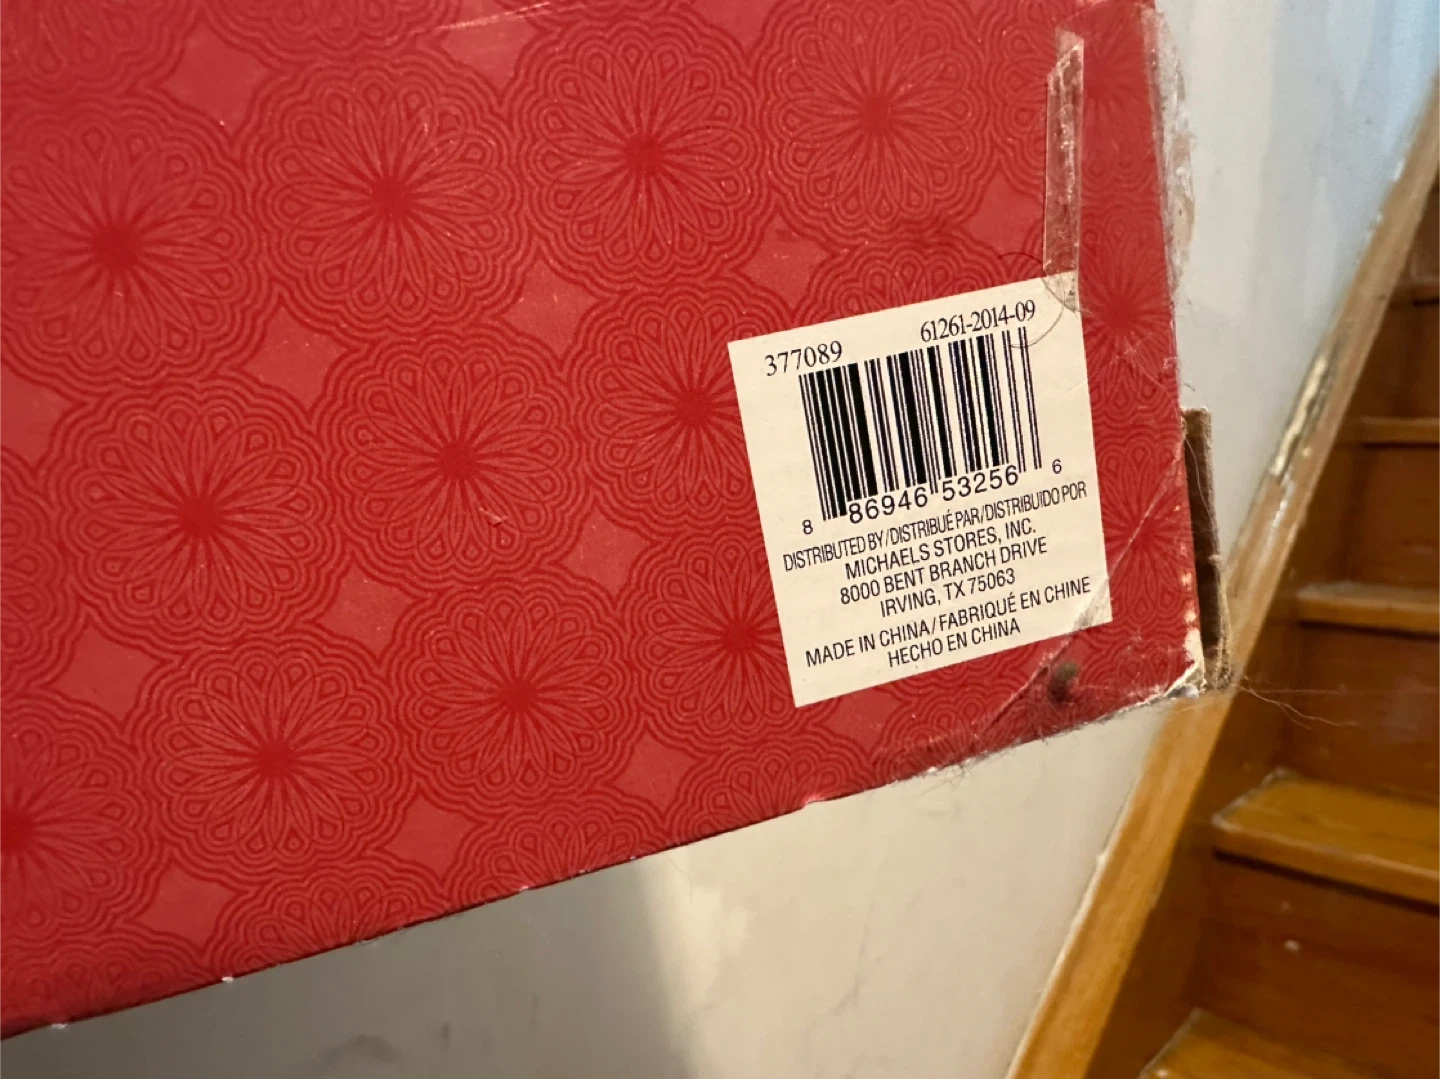 377089 61261-2014-09
8 86946 53256 6
DISTRIBUTED BY/DISTRIBUÉ PAR/DISTRIBUIDO POR
MICHAELS STORES, INC.
8000 BENT BRANCH DRIVE
IRVING, TX 75063
MADE IN CHINA/FABRIQUÉ EN CHINE
HECHO EN CHINA